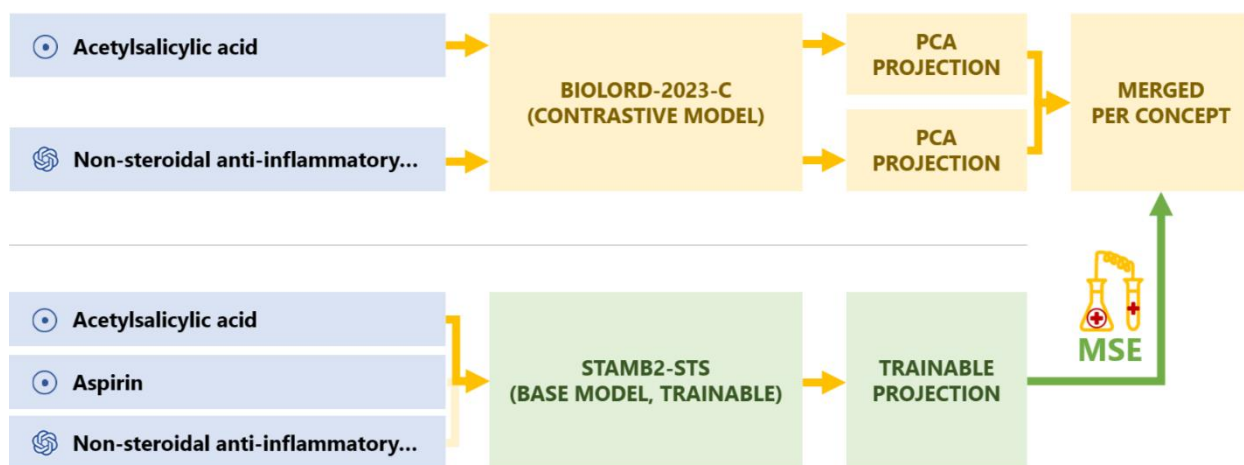 Acetylsalicylic acid
Non-steroidal anti-inflammatory...
BIOLORD-2023-C
(CONTRASTIVE MODEL)
PCA
PROJECTION
PCA
PROJECTION
MERGED
PER CONCEPT
Acetylsalicylic acid
Aspirin
Non-steroidal anti-inflammatory...
STAMB2-STS
(BASE MODEL, TRAINABLE)
TRAINABLE
PROJECTION
MSE